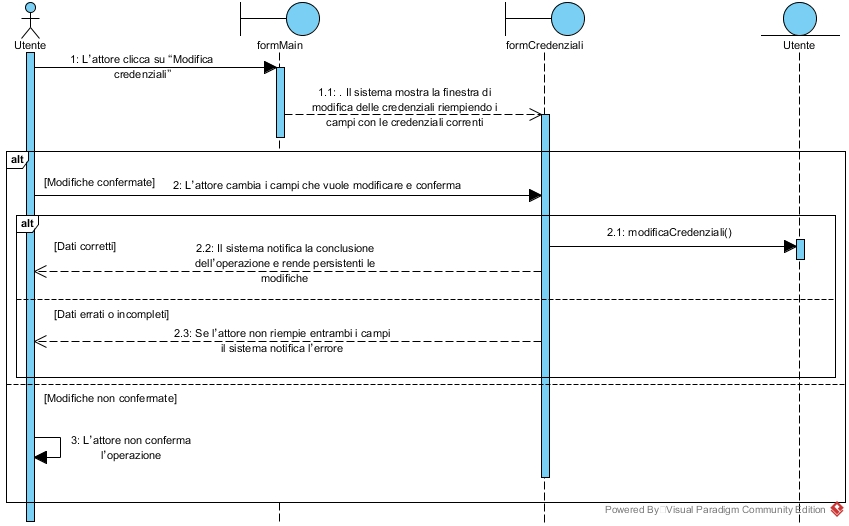 Utente
formMain
formCredenziali
Utente
1: L'attore clicca su "Modifica
credenziali"
1.1: . Il sistema mostra la finestra di
modifica delle credenziali riempiendo i
campi con le credenziali correnti
alt
[Modifiche confermate]
2: L'attore cambia i campi che vuole modificare e conferma
alt
2.1: modificaCredenziali()
[Dati corretti]
2.2: Il sistema notifica la conclusione
dell'operazione e rende persistenti le
modifiche
[Dati errati o incompleti]
2.3: Se l'attore non riempie entrambi i campi
il sistema notifica l'errore
[Modifiche non confermate]
3: L'attore non conferma
l'operazione
Powered By Visual Paradigm Community Edition